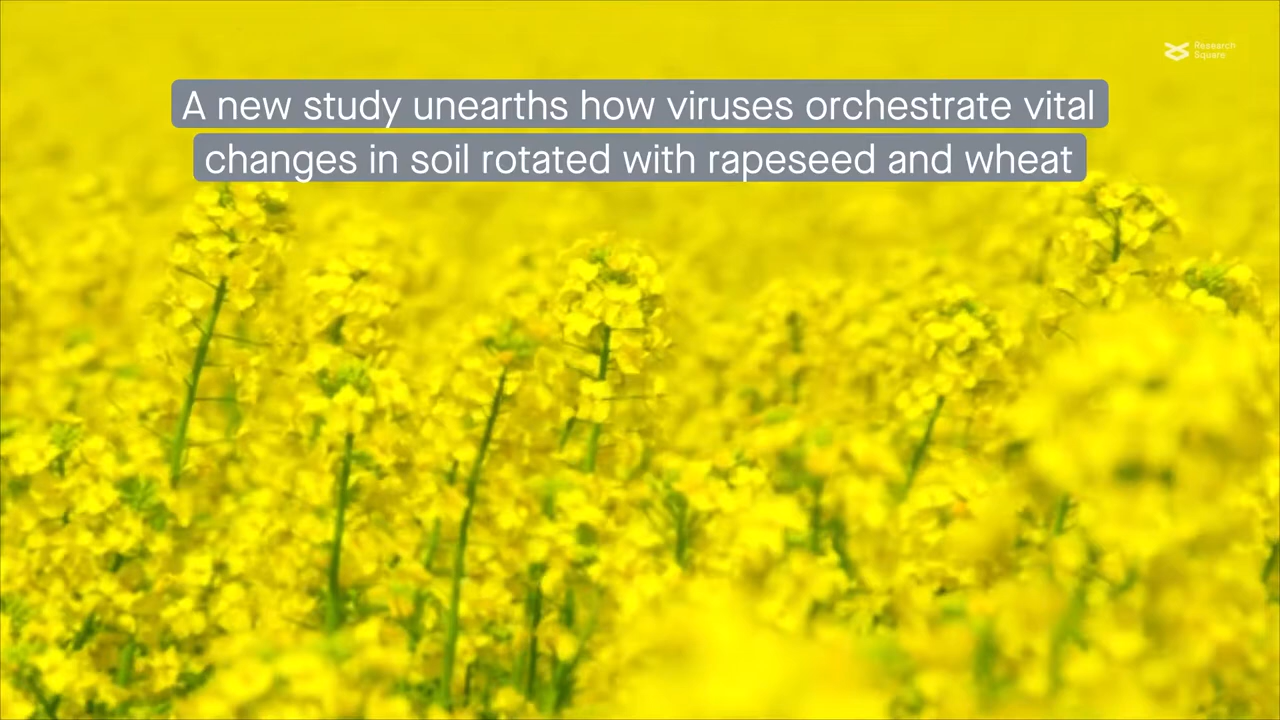 Research
Square
A new study unearths how viruses orchestrate vital
changes in soil rotated with rapeseed and wheat